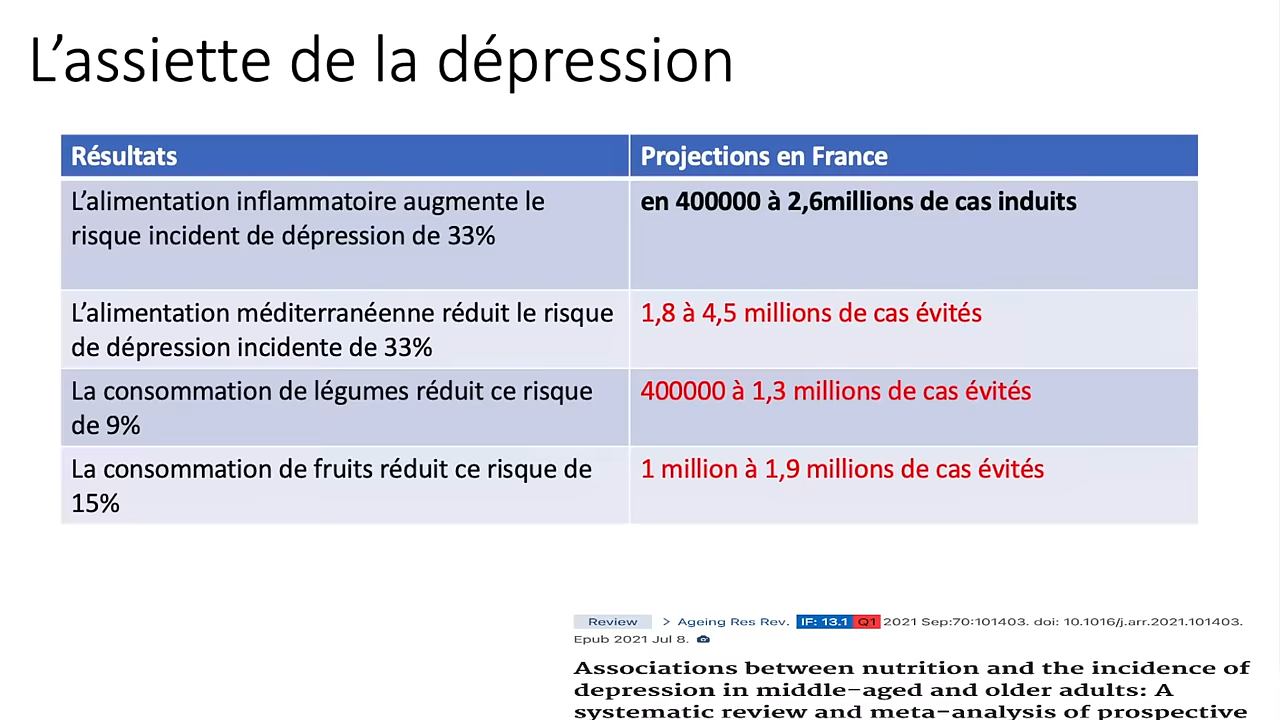 L’assiette de la dépression
Résultats
Projections en France
L’alimentation inflammatoire augmente le
risque incident de dépression de 33%
en 400000 à 2,6millions de cas induits
L’alimentation méditerranéenne réduit le risque
de dépression incidente de 33%
1,8 à 4,5 millions de cas évités
La consommation de légumes réduit ce risque
de 9%
400000 à 1,3 millions de cas évités
La consommation de fruits réduit ce risque de
15%
1 million à 1,9 millions de cas évités
Review > Ageing Res Rev. IF: 13.1 Q1 2021 Sep:70:101403. doi: 10.1016/j.arr.2021.101403.
Epub 2021 Jul 8.
Associations between nutrition and the incidence of
depression in middle-aged and older adults: A
systematic review and meta-analysis of prospective